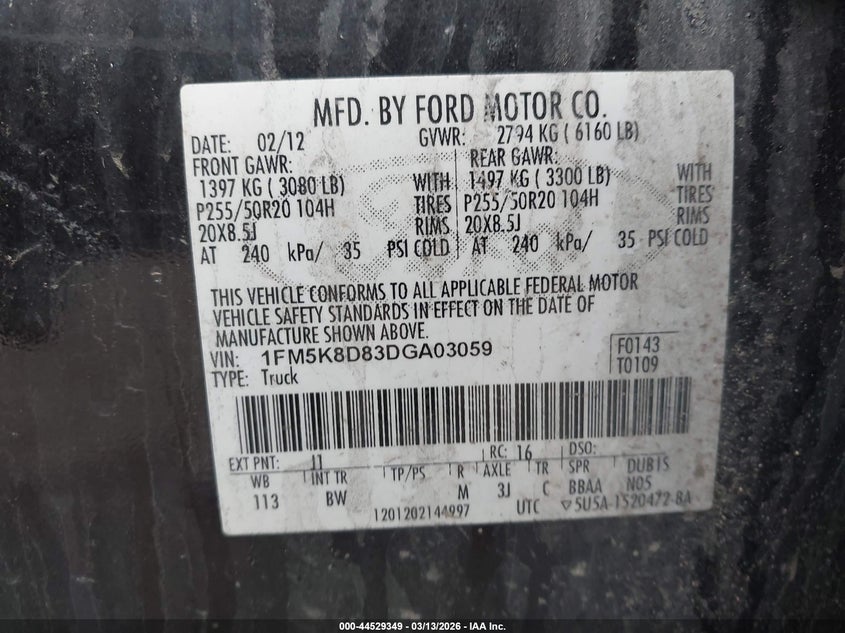 MFD. BY FORD MOTOR CO.
DATE: 02/12 GVWR: 2794 KG ( 6160 LB)
FRONT GAWR: REAR GAWR:
1397 KG ( 3080 LB) WITH 1497 KG ( 3300 LB) WITH
P255/50R20 104H TIRES P255/50R20 104H TIRES
20X8.5J RIMS 20X8.5J RIMS
AT 240 kPa/ 35 PSI COLD AT 240 kPa/ 35 PSI COLD
THIS VEHICLE CONFORMS TO ALL APPLICABLE FEDERAL MOTOR
VEHICLE SAFETY STANDARDS IN EFFECT ON THE DATE OF
MANUFACTURE SHOWN ABOVE.
VIN: 1FM5K8D83DGA03059 F0143
TYPE: Truck T0109
EXT PNT: JJ RC: 16 DSO:
WB INT TR TP/PS R AXLE TR SPR DUBIS
113 BW M 3J C BBAA N05
1201202144997 UTC ▽5U5A-1520472-BA
000-44529349 | 03/13/2026 - IAA Inc.